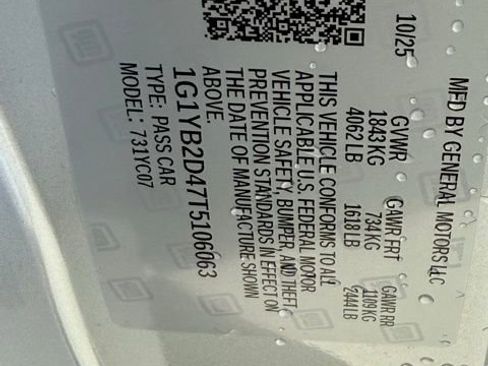 MFD BY GENERAL MOTORS LLC
10/25 GVWR GAWR FRT GAWR RR
1843 KG 734 KG 1109 KG
4062 LB 1618 LB 2444 LB
THIS VEHICLE CONFORMS TO ALL
APPLICABLE U.S. FEDERAL MOTOR
VEHICLE SAFETY, BUMPER, AND THEFT
PREVENTION STANDARDS IN EFFECT ON
THE DATE OF MANUFACTURE SHOWN
ABOVE.
1G1YB2D47T5106063
TYPE: PASS CAR
MODEL: 731YC07